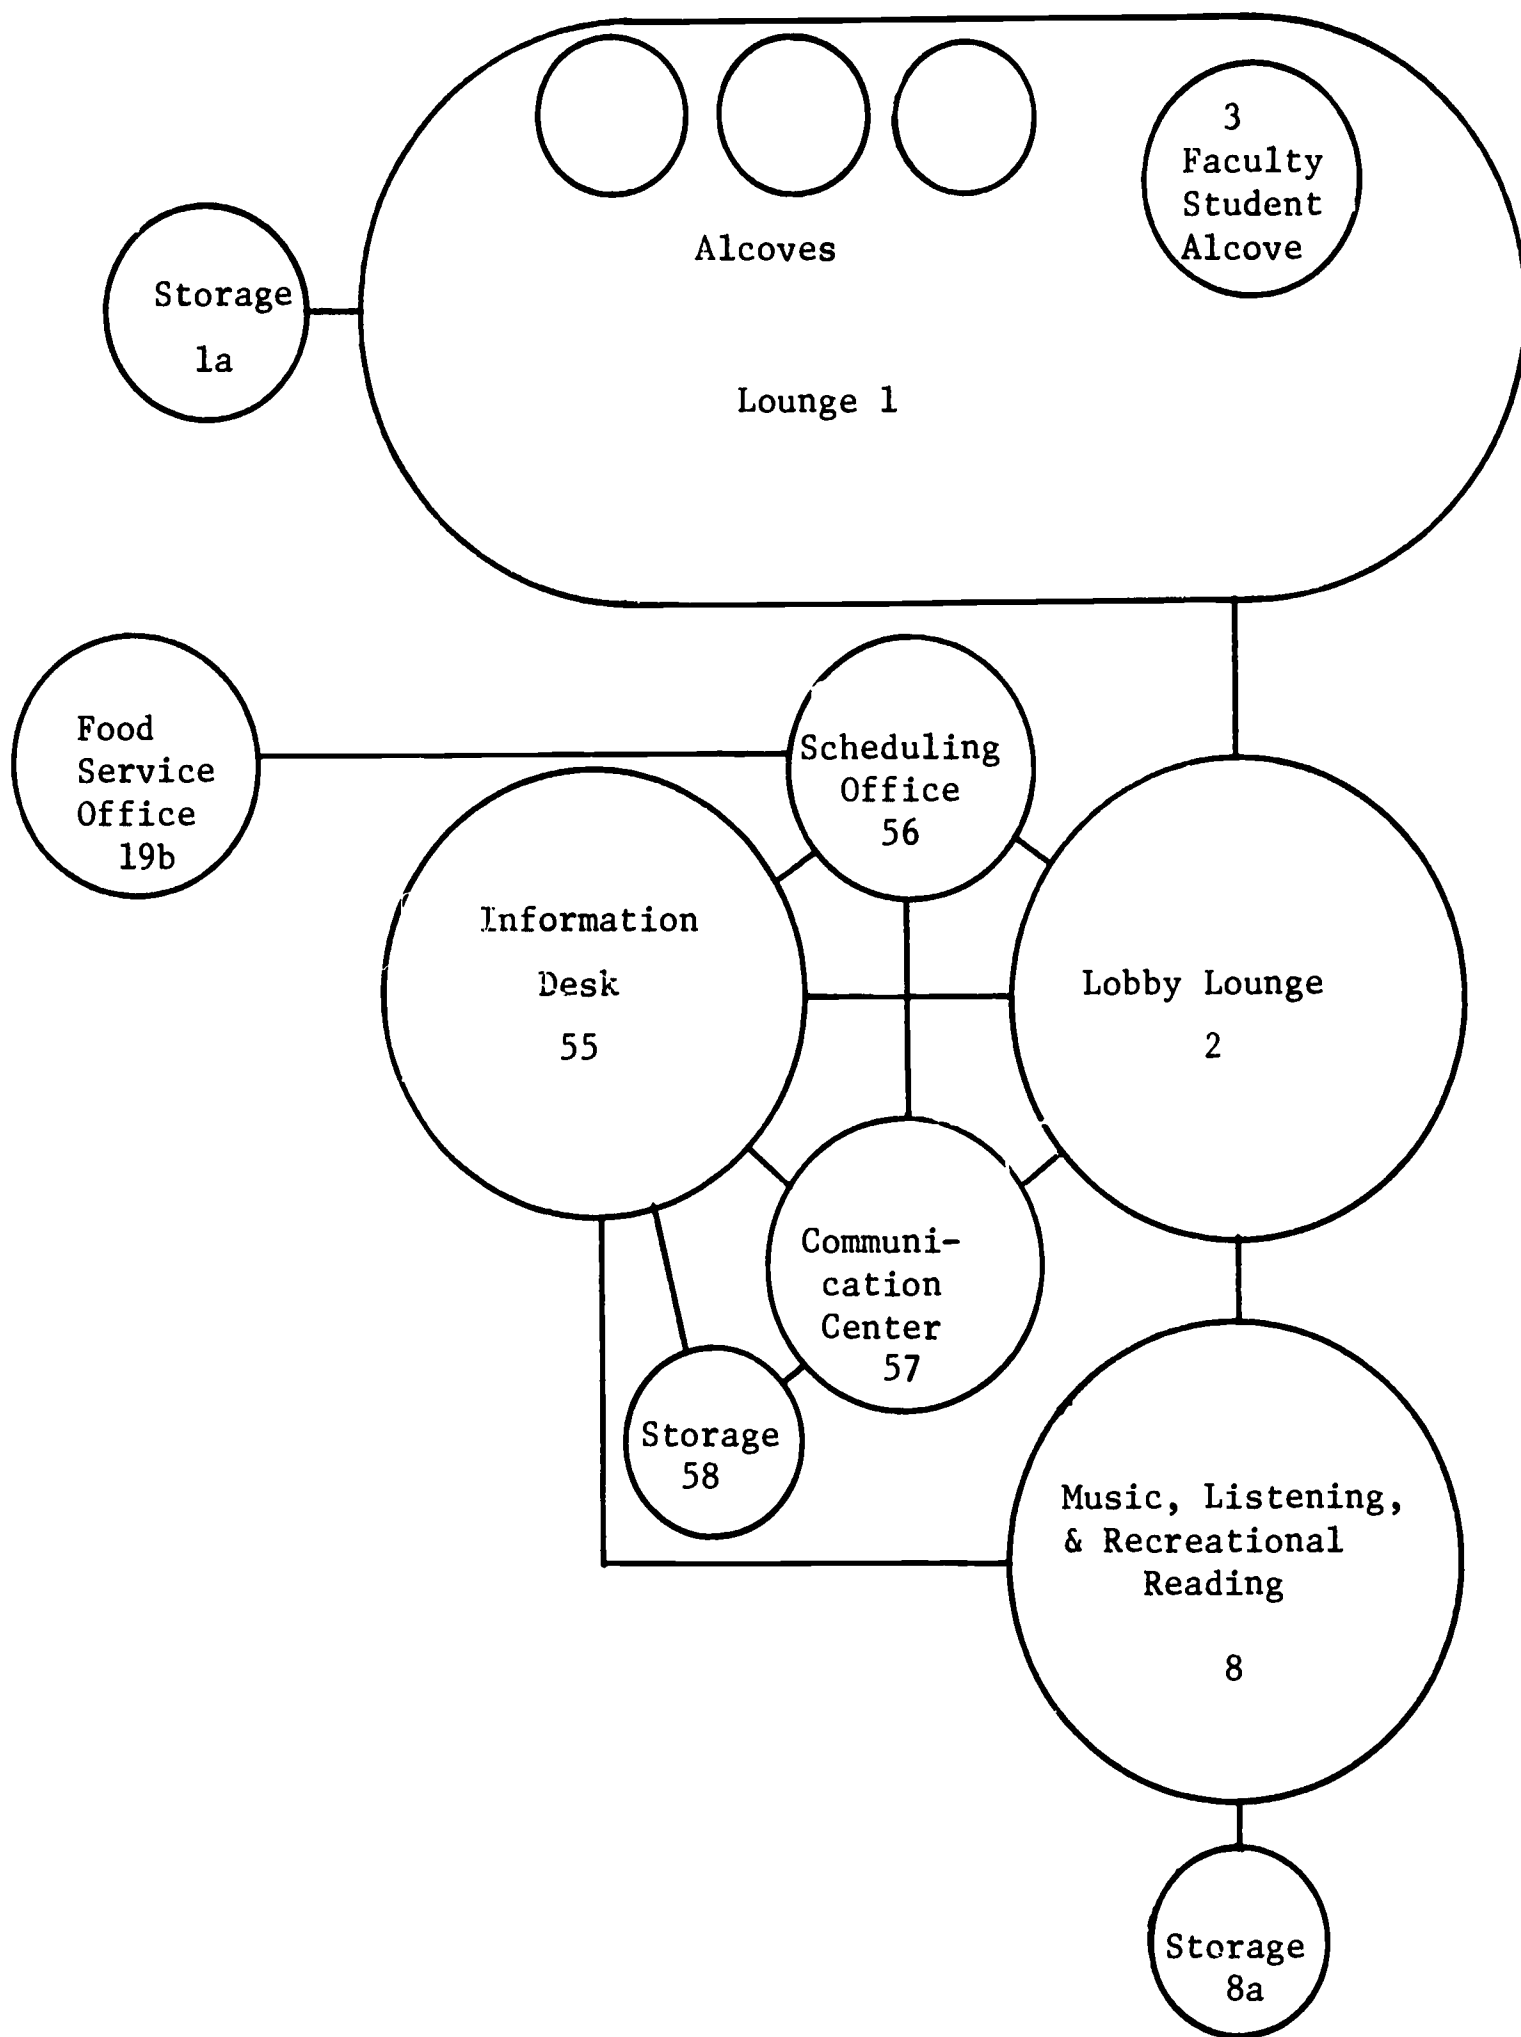 3
Faculty
Student
Alcove
Alcoves
Storage
1a
Lounge 1
Food
Service
Office
19b
Scheduling
Office
56
Information
Desk
55
Lobby Lounge
2
Communi-
cation
Center
57
Storage
58
Music, Listening,
& Recreational
Reading
8
Storage
8a